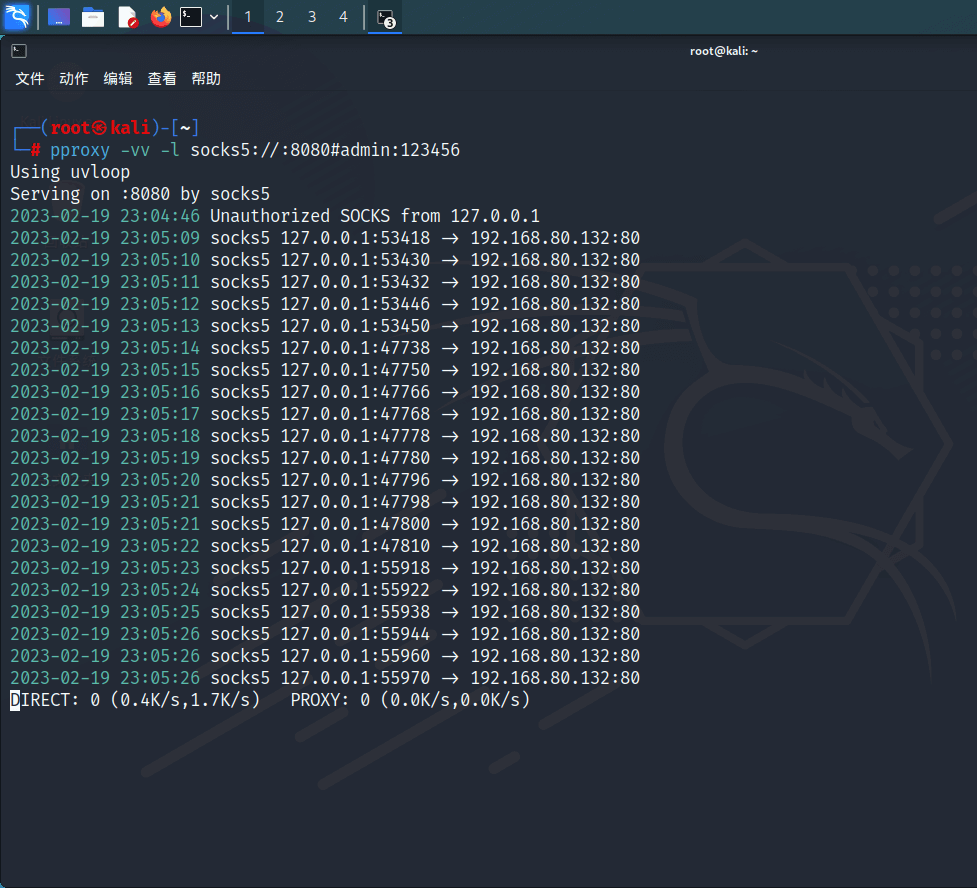 1 2 3 4 3
root@kali: ~
文件 动作 编辑 查看 帮助
┌──(root㉿kali)-[~]
└─# pproxy -vv -l socks5://:8080#admin:123456
Using uvloop
Serving on :8080 by socks5
2023-02-19 23:04:46 Unauthorized SOCKS from 127.0.0.1
2023-02-19 23:05:09 socks5 127.0.0.1:53418 → 192.168.80.132:80
2023-02-19 23:05:10 socks5 127.0.0.1:53430 → 192.168.80.132:80
2023-02-19 23:05:11 socks5 127.0.0.1:53432 → 192.168.80.132:80
2023-02-19 23:05:12 socks5 127.0.0.1:53446 → 192.168.80.132:80
2023-02-19 23:05:13 socks5 127.0.0.1:53450 → 192.168.80.132:80
2023-02-19 23:05:14 socks5 127.0.0.1:47738 → 192.168.80.132:80
2023-02-19 23:05:15 socks5 127.0.0.1:47750 → 192.168.80.132:80
2023-02-19 23:05:16 socks5 127.0.0.1:47766 → 192.168.80.132:80
2023-02-19 23:05:17 socks5 127.0.0.1:47768 → 192.168.80.132:80
2023-02-19 23:05:18 socks5 127.0.0.1:47778 → 192.168.80.132:80
2023-02-19 23:05:19 socks5 127.0.0.1:47780 → 192.168.80.132:80
2023-02-19 23:05:20 socks5 127.0.0.1:47796 → 192.168.80.132:80
2023-02-19 23:05:21 socks5 127.0.0.1:47798 → 192.168.80.132:80
2023-02-19 23:05:21 socks5 127.0.0.1:47800 → 192.168.80.132:80
2023-02-19 23:05:22 socks5 127.0.0.1:47810 → 192.168.80.132:80
2023-02-19 23:05:23 socks5 127.0.0.1:55918 → 192.168.80.132:80
2023-02-19 23:05:24 socks5 127.0.0.1:55922 → 192.168.80.132:80
2023-02-19 23:05:25 socks5 127.0.0.1:55938 → 192.168.80.132:80
2023-02-19 23:05:26 socks5 127.0.0.1:55944 → 192.168.80.132:80
2023-02-19 23:05:26 socks5 127.0.0.1:55960 → 192.168.80.132:80
2023-02-19 23:05:26 socks5 127.0.0.1:55970 → 192.168.80.132:80
DIRECT: 0 (0.4K/s,1.7K/s)   PROXY: 0 (0.0K/s,0.0K/s)